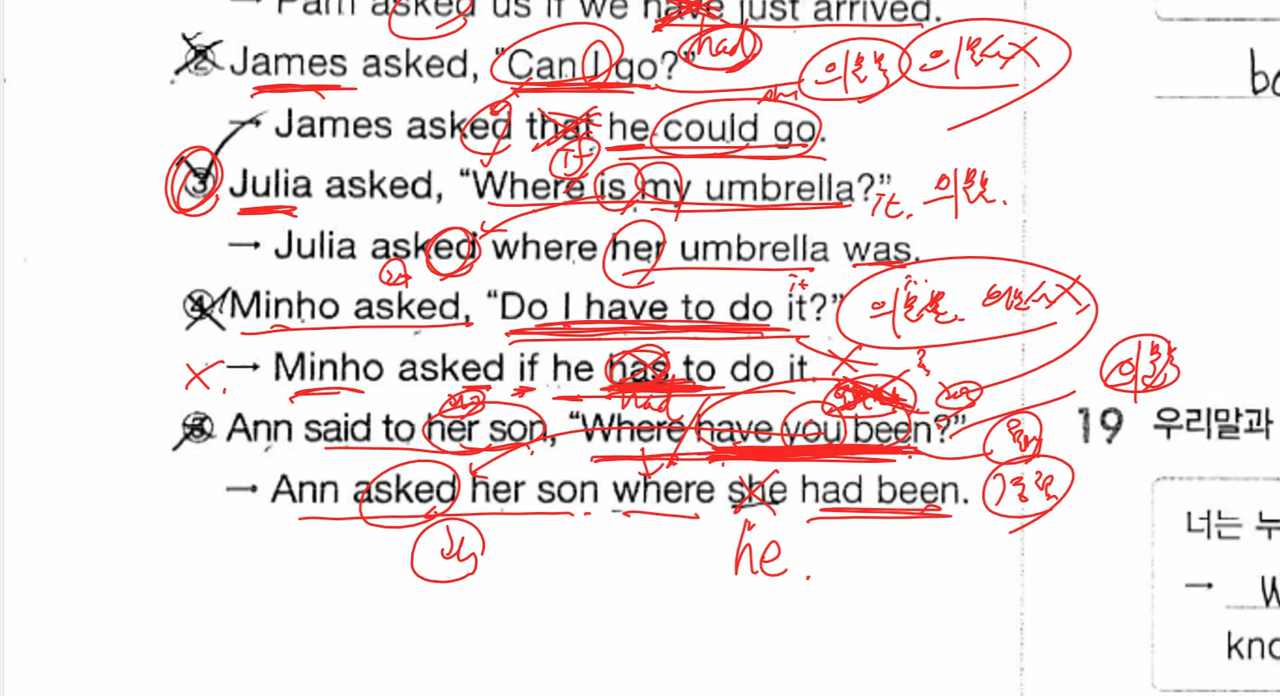 → Pam asked us if we have just arrived.
had
② James asked, "Can I go?" 의문문 의문사X
→ James asked that he could go.
if
③ Julia asked, "Where is my umbrella?" 의문문.
→ Julia asked where her umbrella was.
④ Minho asked, "Do I have to do it?" 의문문. 의문사X
→ Minho asked if he has to do it.
X. had
⑤ Ann said to her son, "Where have you been?"
→ Ann asked her son where she had been.
he.
19 우리말과
너는 누
→ W
kno